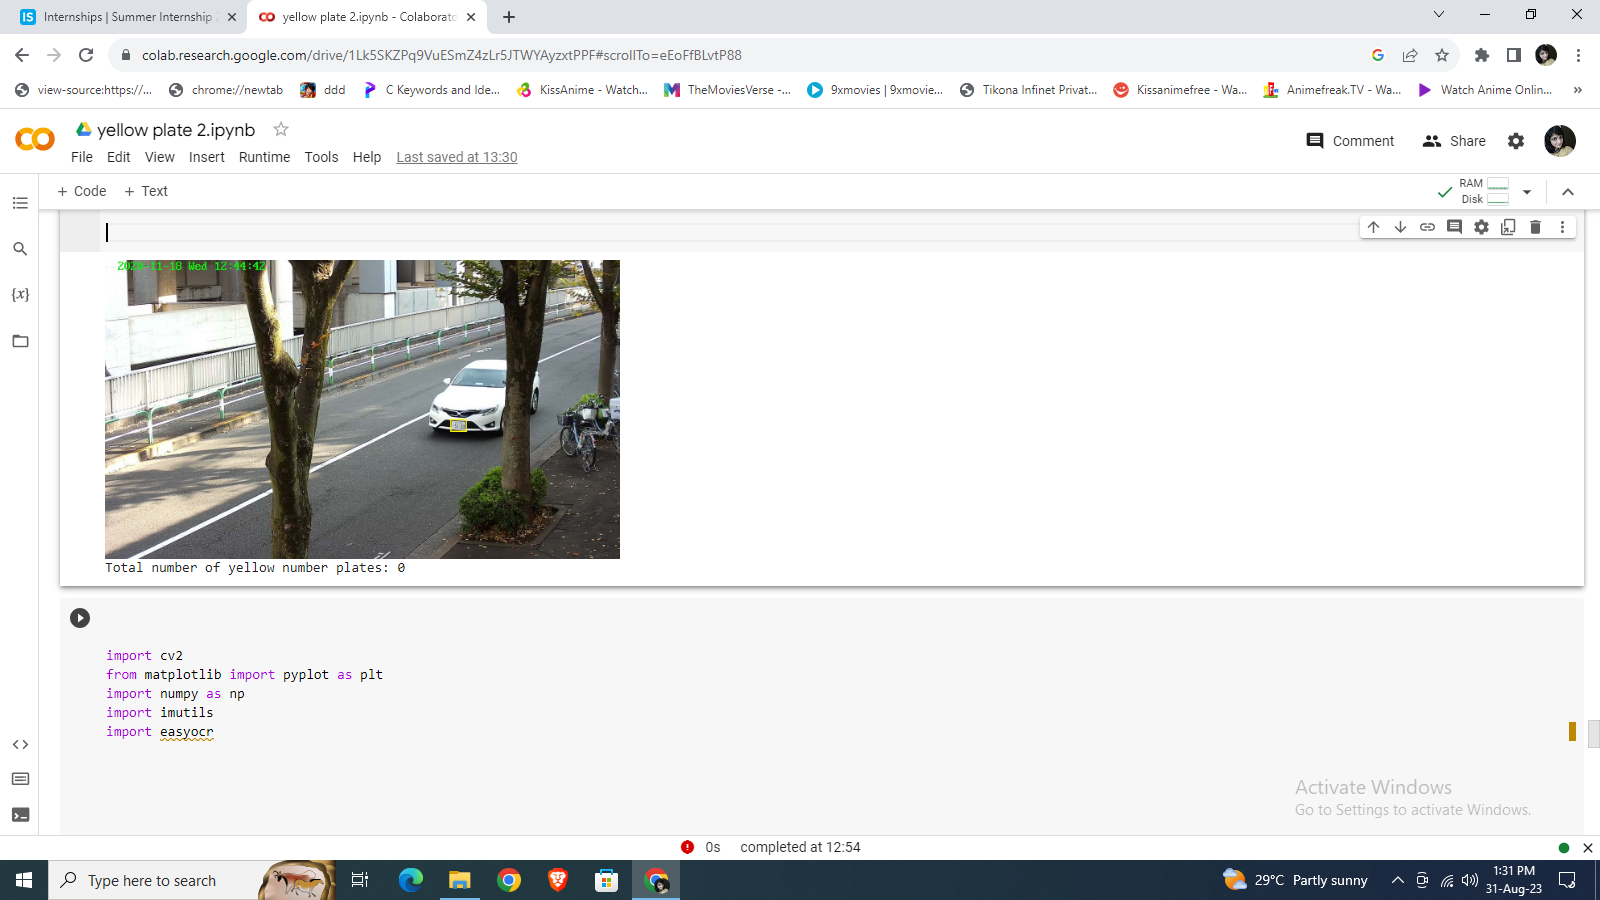 Internships | Summer Internship
yellow plate 2.ipynb - Colaborato
colab.research.google.com/drive/1Lk5SKZPq9VuESmZ4zLr5JTWYAyzxtPPF#scrollTo=eEoFfBLvtP88
view-source:https://...
chrome://newtab
ddd
C Keywords and Ide...
KissAnime - Watch...
TheMoviesVerse -...
9xmovies | 9xmovie...
Tikona Infinet Privat...
Kissanimefree - Wa...
Animefreak.TV - Wa...
Watch Anime Onlin...
yellow plate 2.ipynb
Comment
Share
File Edit View Insert Runtime Tools Help Last saved at 13:30
+ Code + Text
RAM
Disk
{x}
2020-11-18 Wed 12:44:42
Total number of yellow number plates: 0
import cv2
from matplotlib import pyplot as plt
import numpy as np
import imutils
import easyocr
Activate Windows
Go to Settings to activate Windows.
0s completed at 12:54
Type here to search
29°C Partly sunny
1:31 PM
31-Aug-23